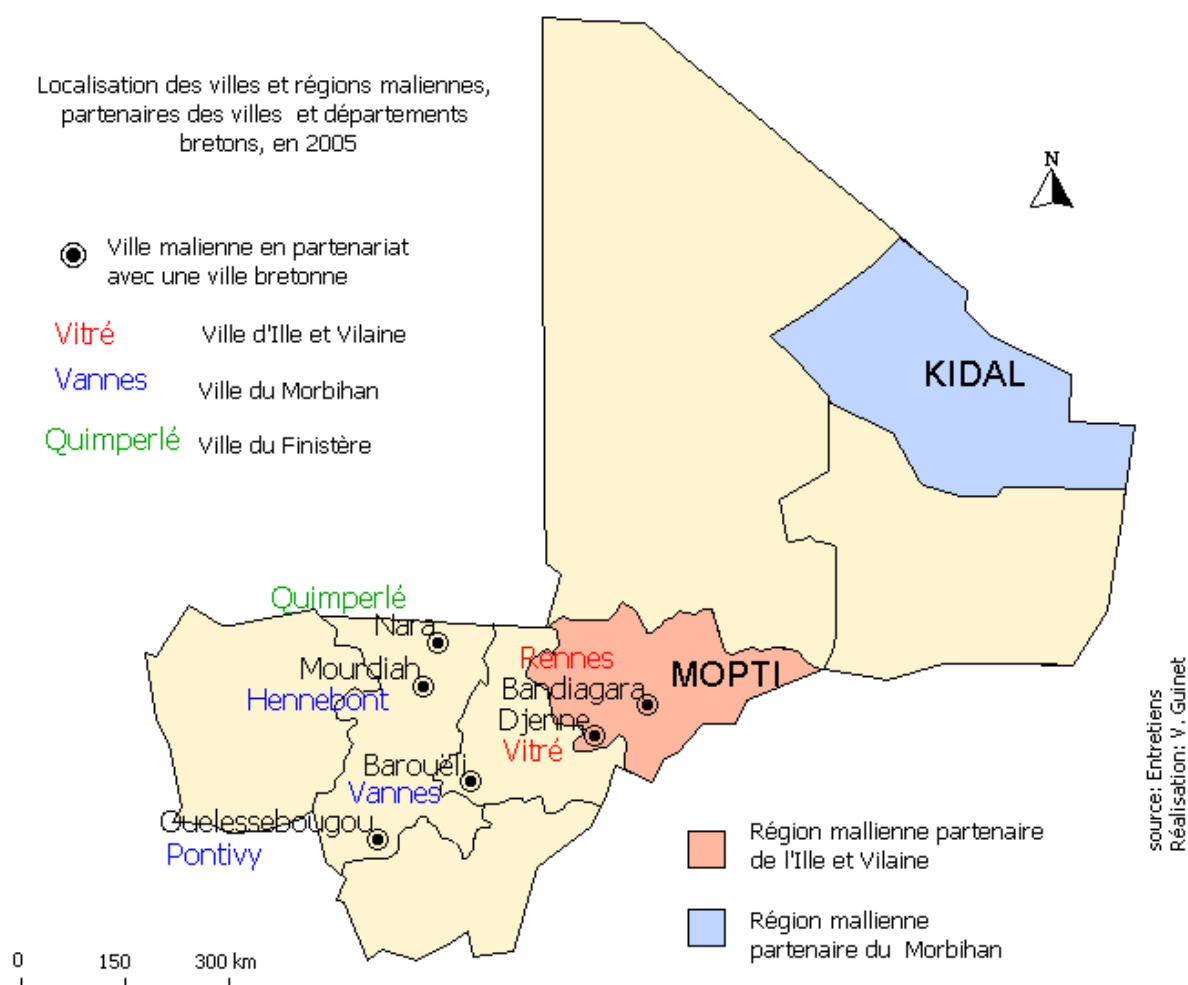 Localisation des villes et régions maliennes,
partenaires des villes et départements
bretons, en 2005
N
Ville malienne en partenariat
avec une ville bretonne
Vitré Ville d'Ille et Vilaine
Vannes Ville du Morbihan
Quimperlé Ville du Finistère
KIDAL
Quimperlé
Nara
Mourdiah
Hennebont
Rennes
MOPTI
Bandiagara
Djenne
Vitré
Barouéli
Vannes
Ouelessebougou
Pontivy
Région mallienne partenaire
de l'Ille et Vilaine
Région mallienne
partenaire du Morbihan
0 150 300 km
source: Entretiens
Réalisation: V. Guinet